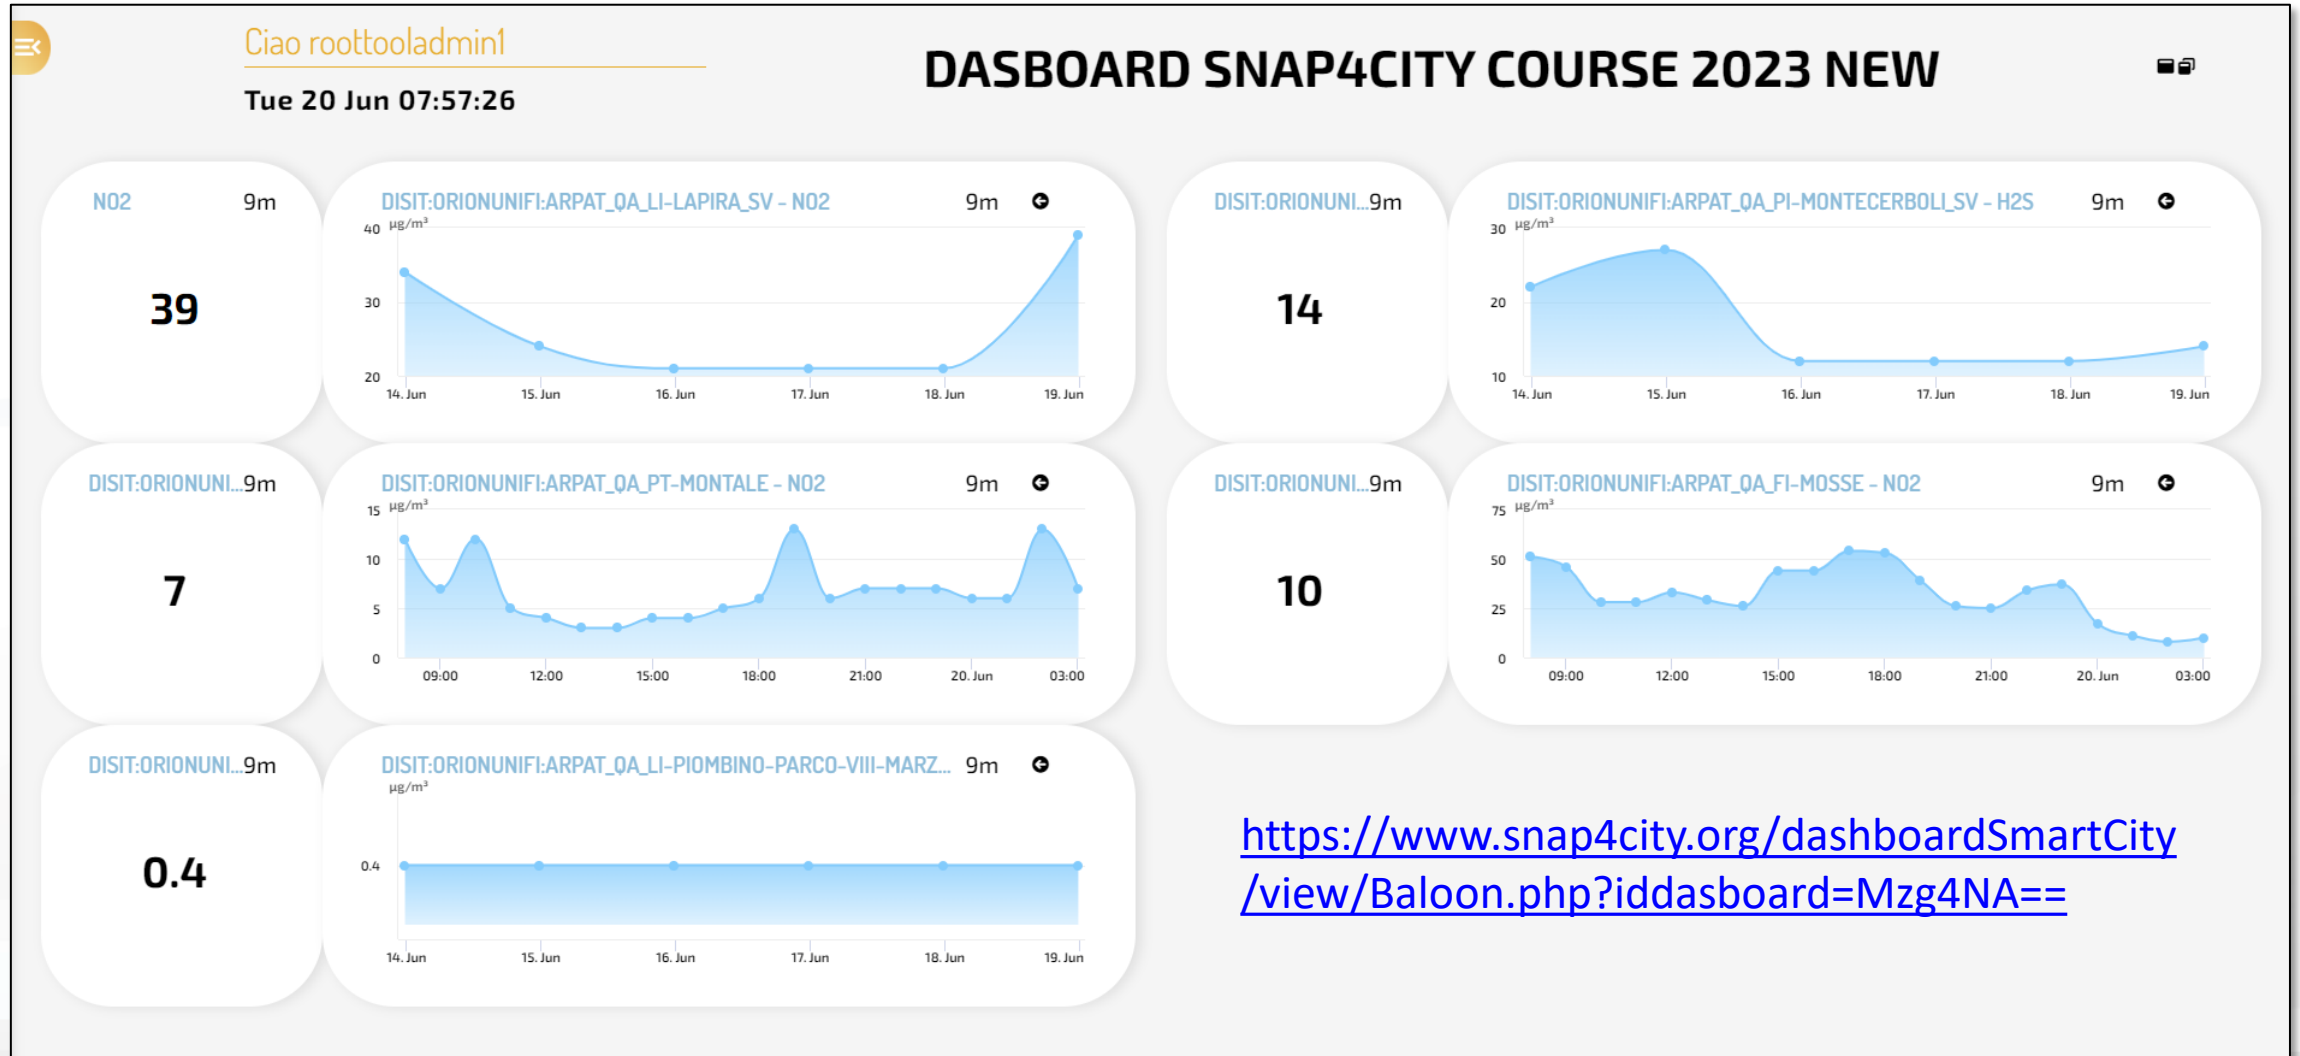 Ciao roottooladmin1
Tue 20 Jun 07:57:26
DASBOARD SNAP4CITY COURSE 2023 NEW
NO2 9m
39
DISIT:ORIONUNIFI:ARPAT_QA_LI-LAPIRA_SV - NO2 9m
µg/m³
40
30
20
14. Jun 15. Jun 16. Jun 17. Jun 18. Jun 19. Jun
DISIT:ORIONUNI... 9m
14
DISIT:ORIONUNIFI:ARPAT_QA_PI-MONTECERBOLI_SV - H2S 9m
µg/m³
30
20
10
14. Jun 15. Jun 16. Jun 17. Jun 18. Jun 19. Jun
DISIT:ORIONUNI... 9m
7
DISIT:ORIONUNIFI:ARPAT_QA_PT-MONTALE - NO2 9m
µg/m³
15
10
5
0
09:00 12:00 15:00 18:00 21:00 20. Jun 03:00
DISIT:ORIONUNI... 9m
10
DISIT:ORIONUNIFI:ARPAT_QA_FI-MOSSE - NO2 9m
µg/m³
75
50
25
0
09:00 12:00 15:00 18:00 21:00 20. Jun 03:00
DISIT:ORIONUNI... 9m
0.4
DISIT:ORIONUNIFI:ARPAT_QA_LI-PIOMBINO-PARCO-VIII-MARZ... 9m
µg/m³
0.4
14. Jun 15. Jun 16. Jun 17. Jun 18. Jun 19. Jun
https://www.snap4city.org/dashboardSmartCity
/view/Baloon.php?iddasboard=Mzg4NA==